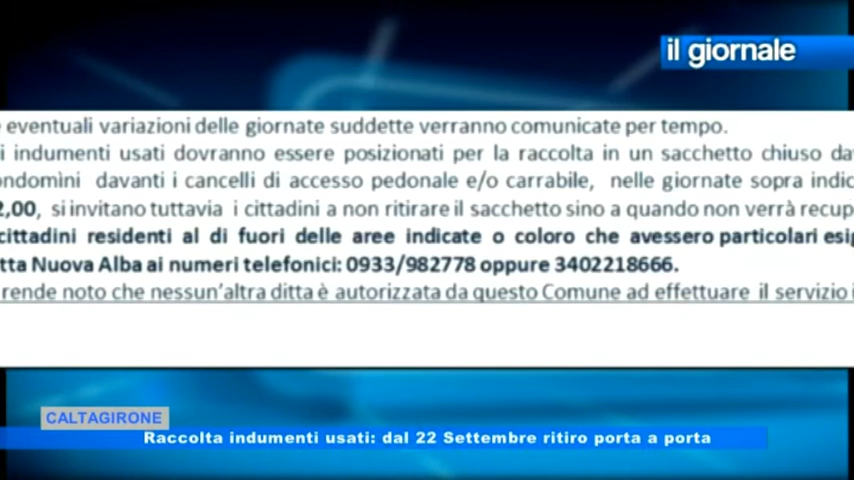 il giornale
eventuali variazioni delle giornate suddette verranno comunicate per tempo.
i indumenti usati dovranno essere posizionati per la raccolta in un sacchetto chiuso da
ondomìni davanti i cancelli di accesso pedonale e/o carrabile, nelle giornate sopra indic
2,00, si invitano tuttavia i cittadini a non ritirare il sacchetto sino a quando non verrà recup
cittadini residenti al di fuori delle aree indicate o coloro che avessero particolari esig
tta Nuova Alba ai numeri telefonici: 0933/982778 oppure 3402218666.
rende noto che nessun'altra ditta è autorizzata da questo Comune ad effettuare il servizio i
CALTAGIRONE
Raccolta indumenti usati: dal 22 Settembre ritiro porta a porta